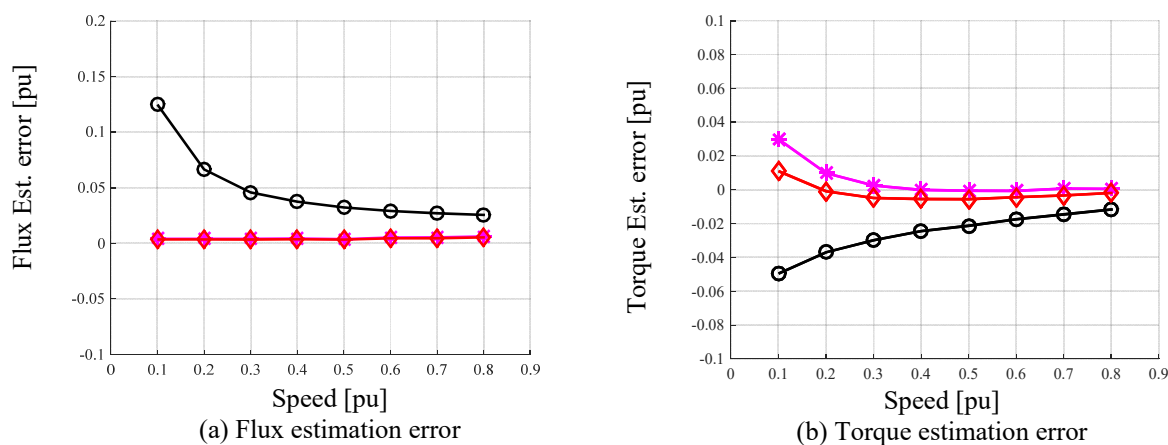 Flux Est. error [pu]
0.2
0.15
0.1
0.05
0
-0.05
-0.1
0 0.1 0.2 0.3 0.4 0.5 0.6 0.7 0.8 0.9
Speed [pu]
(a) Flux estimation error
Torque Est. error [pu]
0.1
0.08
0.06
0.04
0.02
0
-0.02
-0.04
-0.06
-0.08
-0.1
0 0.1 0.2 0.3 0.4 0.5 0.6 0.7 0.8 0.9
Speed [pu]
(b) Torque estimation error